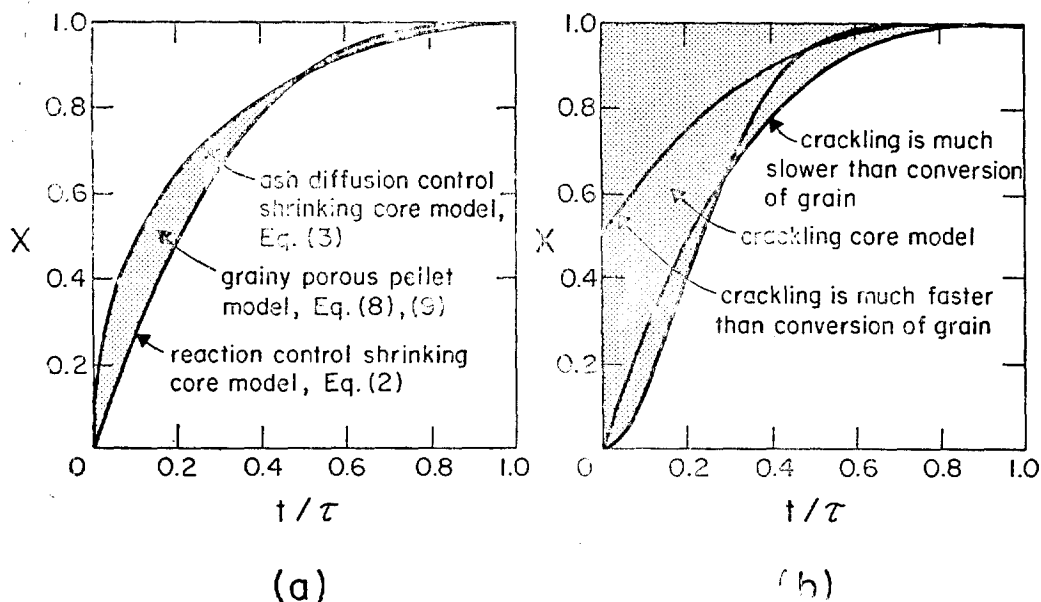 1.0
0.8
0.6
X
0.4
0.2
0
0.2
0.4
0.6
0.8
1.0
t/τ
ash diffusion control
shrinking core model,
Eq. (3)
grainy porous pellet
model, Eq. (8), (9)
reaction control shrinking
core model, Eq. (2)
(a)
1.0
0.8
0.6
X
0.4
0.2
0
0.2
0.4
0.6
0.8
1.0
t/τ
crackling is much
slower than conversion
of grain
crackling core model
crackling is much faster
than conversion of grain
(b)